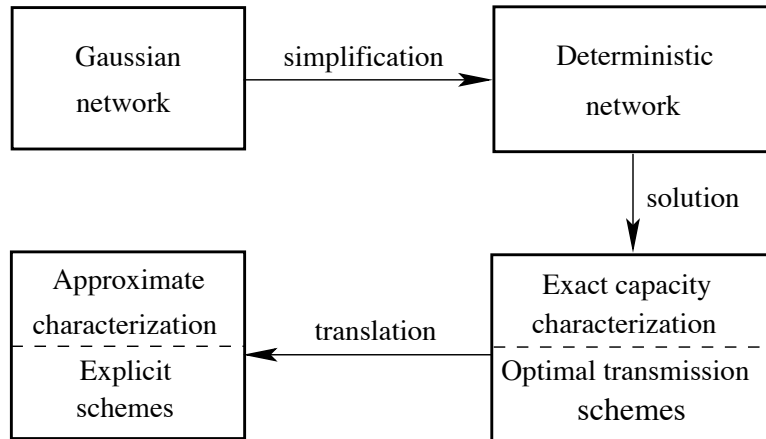 Gaussian
network
simplification
Deterministic
network
solution
Exact capacity
characterization
Optimal transmission
schemes
translation
Approximate
characterization
Explicit
schemes